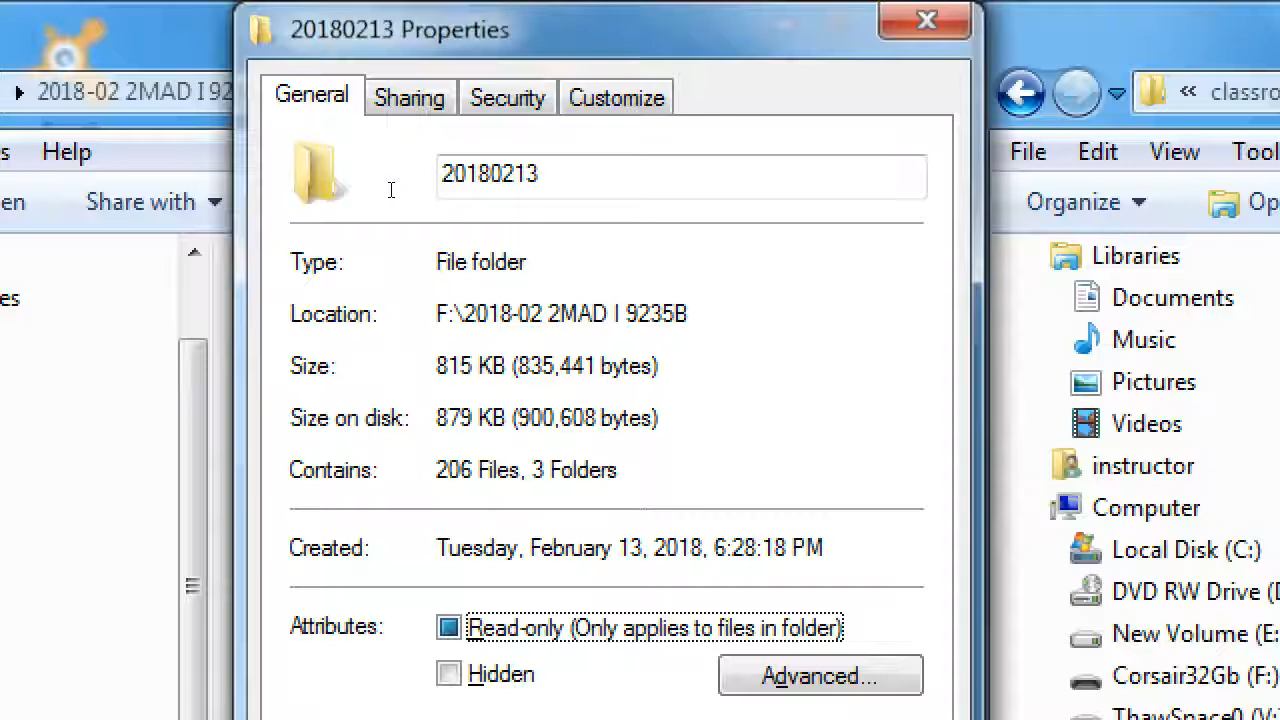 20180213 Properties
2018-02 2MAD I 92
General Sharing Security Customize
classro
s Help
File Edit View Tool
20180213
en Share with
Organize Op
Type: File folder
Libraries
es
Documents
Location: F:\2018-02 2MAD I 9235B
Music
Size: 815 KB (835,441 bytes)
Pictures
Size on disk: 879 KB (900,608 bytes)
Videos
Contains: 206 Files, 3 Folders
instructor
Computer
Created: Tuesday, February 13, 2018, 6:28:18 PM
Local Disk (C:)
DVD RW Drive (D
Attributes: Read-only (Only applies to files in folder)
New Volume (E:
Hidden Advanced...
Corsair32Gb (F:)
ThawSpace0 (V: